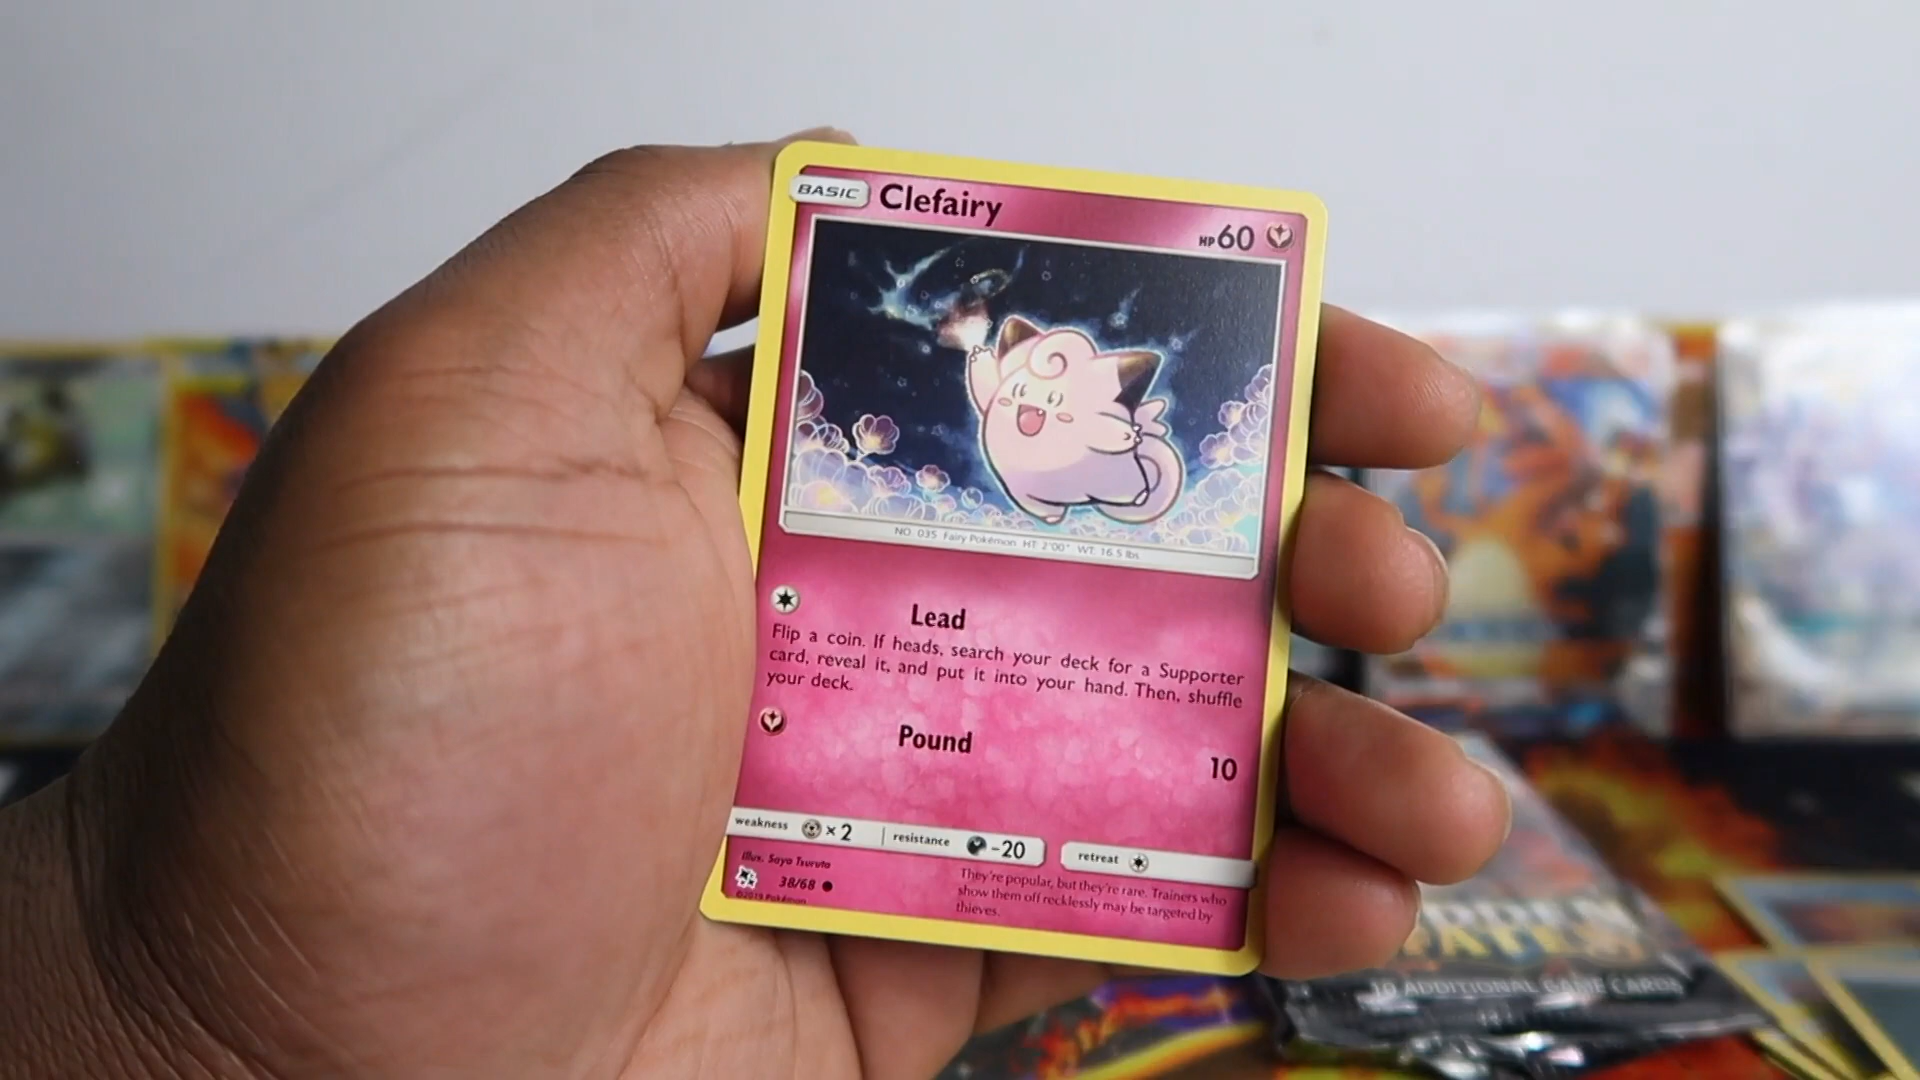 BASIC Clefairy HP60
NO. 035 Fairy Pokémon HT: 2'00" WT: 16.5 lbs
Lead
Flip a coin. If heads, search your deck for a Supporter
card, reveal it, and put it into your hand. Then, shuffle
your deck.
Pound
10
weakness ×2 resistance -20 retreat
Illus. Saya Tsuruta
38/68
©2019 Pokémon
They're popular, but they're rare. Trainers who
show them off recklessly may be targeted by
thieves.
10 ADDITIONAL GAME CARDS